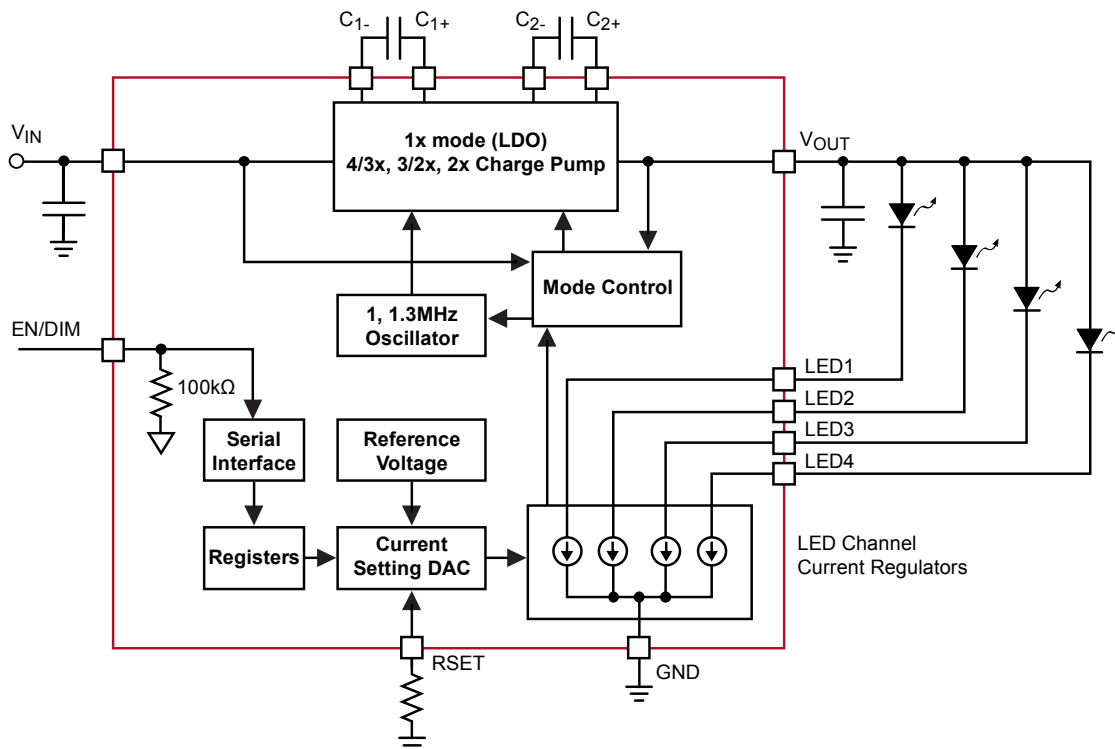 C1- C1+ C2- C2+
VIN
1x mode (LDO)
4/3x, 3/2x, 2x Charge Pump
VOUT
Mode Control
1, 1.3MHz
Oscillator
EN/DIM
100kΩ
LED1
LED2
LED3
LED4
Serial
Interface
Reference
Voltage
Registers
Current
Setting DAC
LED Channel
Current Regulators
RSET
GND